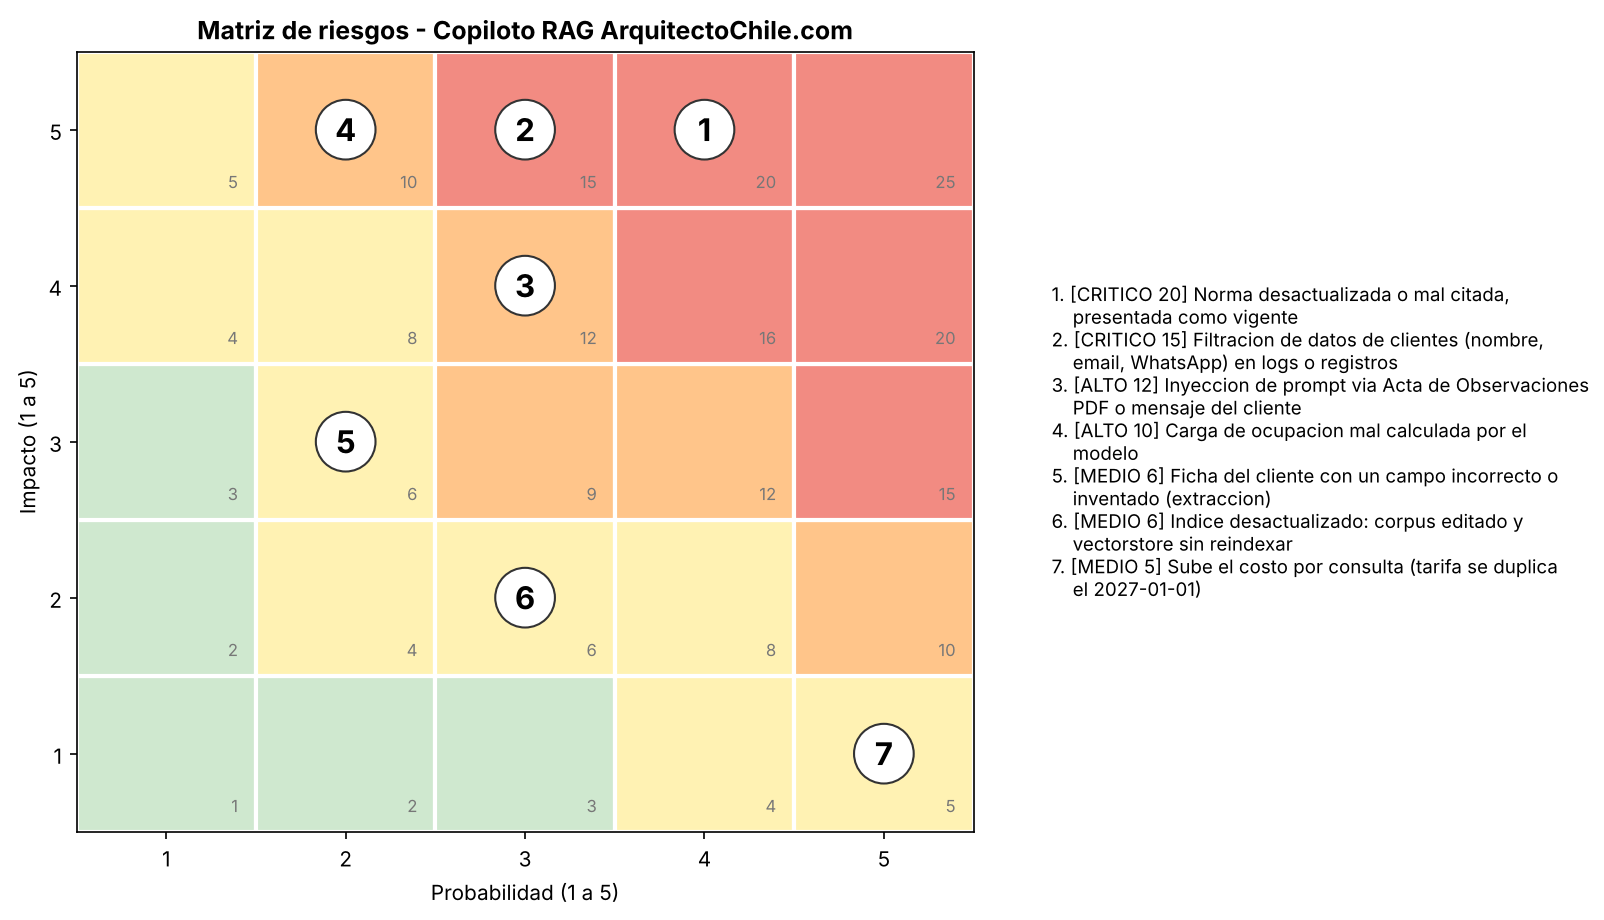 Matriz de riesgos - Copiloto RAG ArquitectoChile.com
Impacto (1 a 5)
5
4
3
2
1
5
4 10
2 15
1 20
25
4
8
3 12
16
20
3
5 6
9
12
15
2
4
6 6
8
10
1
2
3
4
7 5
1 2 3 4 5
Probabilidad (1 a 5)
1. [CRITICO 20] Norma desactualizada o mal citada,
presentada como vigente
2. [CRITICO 15] Filtracion de datos de clientes (nombre,
email, WhatsApp) en logs o registros
3. [ALTO 12] Inyeccion de prompt via Acta de Observaciones
PDF o mensaje del cliente
4. [ALTO 10] Carga de ocupacion mal calculada por el
modelo
5. [MEDIO 6] Ficha del cliente con un campo incorrecto o
inventado (extraccion)
6. [MEDIO 6] Indice desactualizado: corpus editado y
vectorstore sin reindexar
7. [MEDIO 5] Sube el costo por consulta (tarifa se duplica
el 2027-01-01)